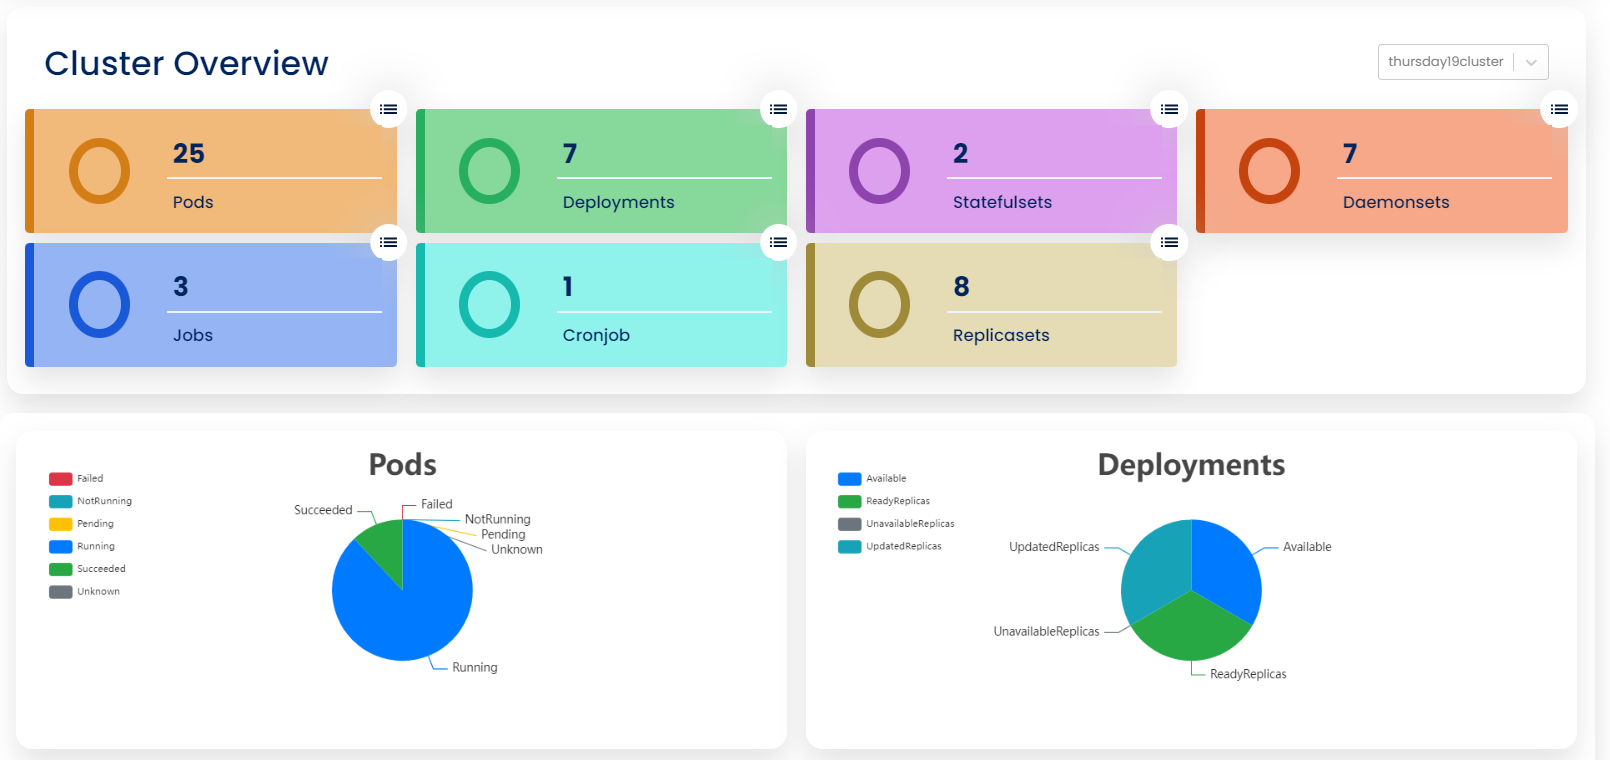 Cluster Overview
thursday19cluster
25
Pods
7
Deployments
2
Statefulsets
7
Daemonsets
3
Jobs
1
Cronjob
8
Replicasets
Pods
Failed
NotRunning
Pending
Running
Succeeded
Unknown
Succeeded
Failed
NotRunning
Pending
Unknown
Running
Deployments
Available
ReadyReplicas
UnavailableReplicas
UpdatedReplicas
UpdatedReplicas
Available
UnavailableReplicas
ReadyReplicas